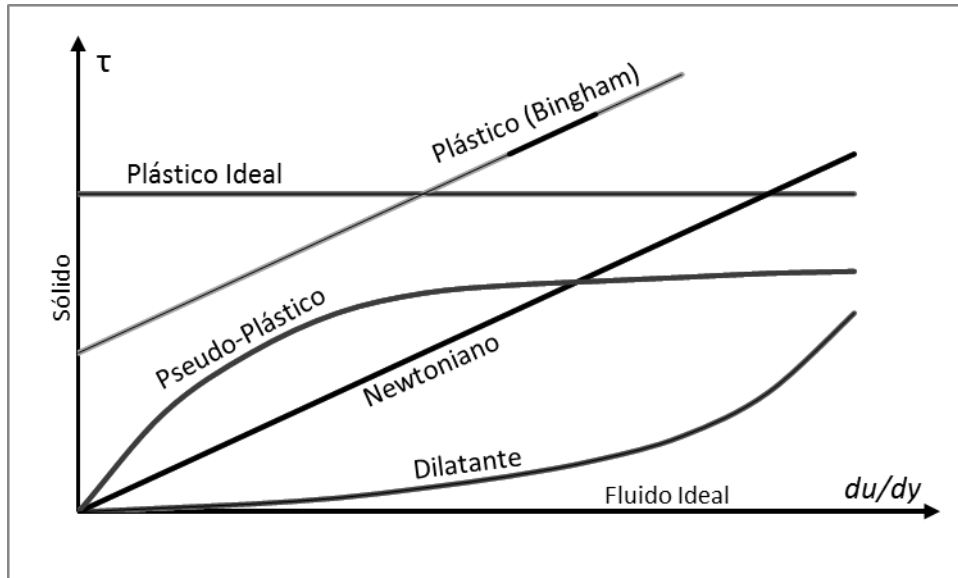 τ
Plástico (Bingham)
Plástico Ideal
Sólido
Pseudo-Plástico
Newtoniano
Dilatante
Fluido Ideal
du/dy